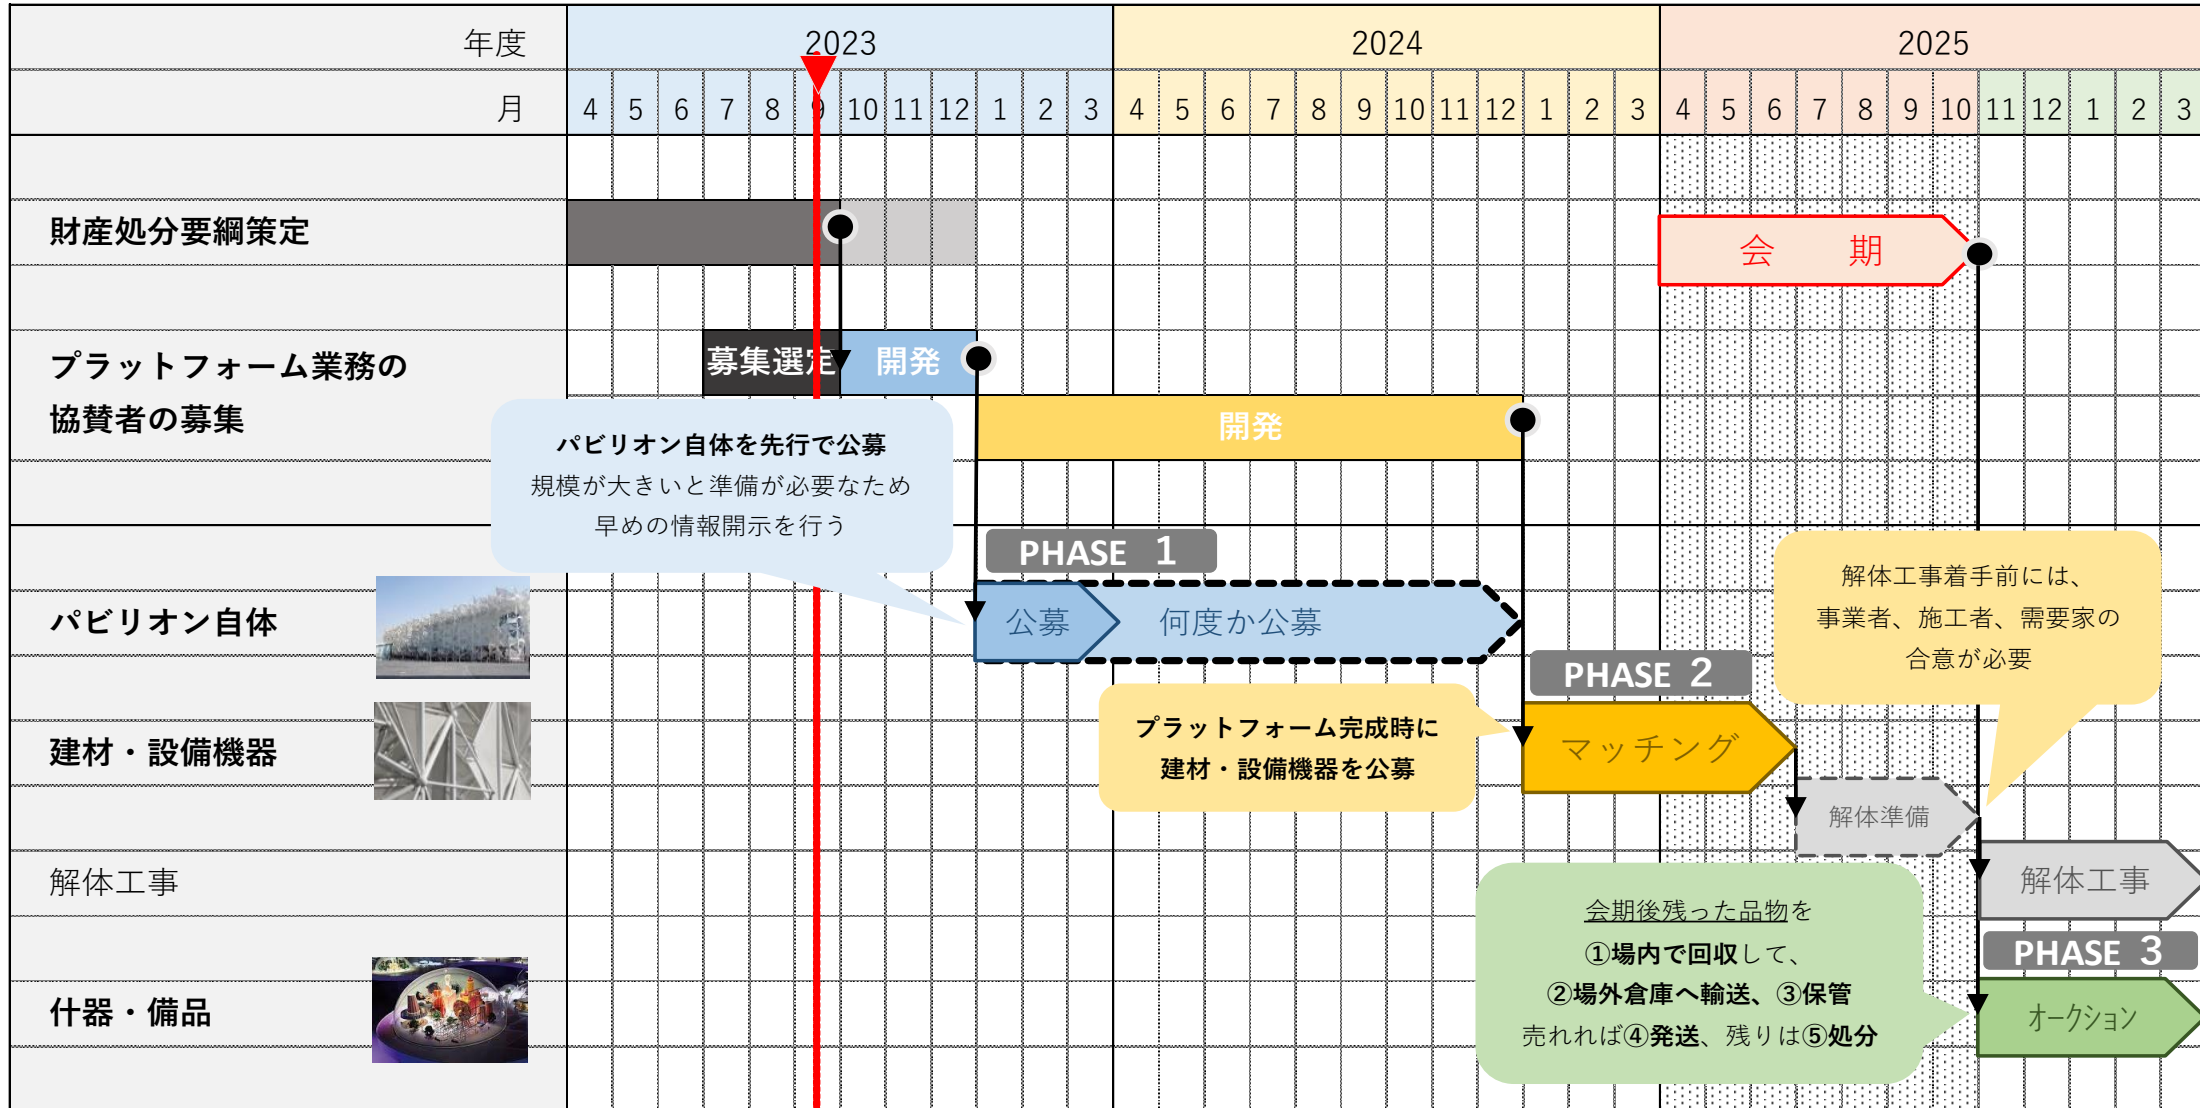 年度 2023 2024 2025
月 4 5 6 7 8 9 10 11 12 1 2 3 4 5 6 7 8 9 10 11 12 1 2 3 4 5 6 7 8 9 10 11 12 1 2 3
財産処分要綱策定
会 期
プラットフォーム業務の
協賛者の募集
募集選定
開発
開発
パビリオン自体を先行で公募
規模が大きいと準備が必要なため
早めの情報開示を行う
PHASE 1
パビリオン自体
公募
何度か公募
解体工事着手前には、
事業者、施工者、需要家の
合意が必要
PHASE 2
建材・設備機器
プラットフォーム完成時に
建材・設備機器を公募
マッチング
解体準備
解体工事
解体工事
会期後残った品物を
①場内で回収して、
②場外倉庫へ輸送、③保管
売れれば④発送、残りは⑤処分
PHASE 3
什器・備品
オークション